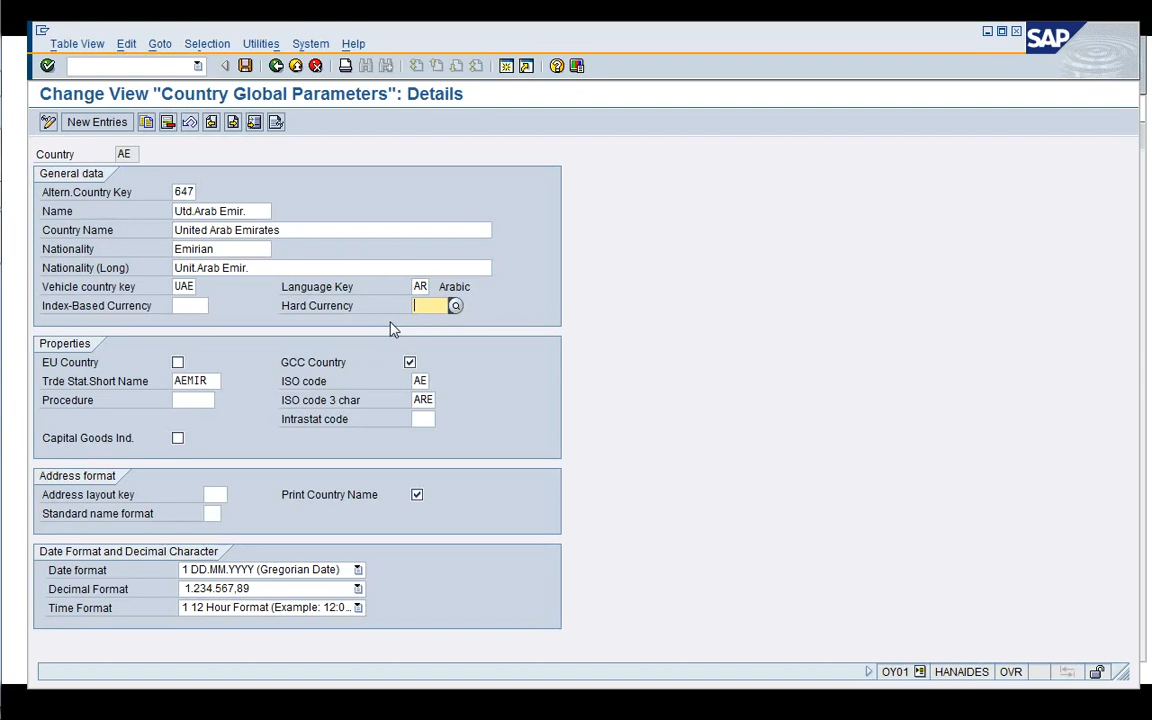 Table View Edit Goto Selection Utilities System Help
SAP
Change View "Country Global Parameters": Details
New Entries
Country AE
General data
Altern.Country Key 647
Name Utd.Arab Emir.
Country Name United Arab Emirates
Nationality Emirian
Nationality (Long) Unit.Arab Emir.
Vehicle country key UAE Language Key AR Arabic
Index-Based Currency Hard Currency
Properties
EU Country GCC Country
Trde Stat.Short Name AEMIR ISO code AE
Procedure ISO code 3 char ARE
Intrastat code
Capital Goods Ind.
Address format
Address layout key Print Country Name
Standard name format
Date Format and Decimal Character
Date format 1 DD.MM.YYYY (Gregorian Date)
Decimal Format 1.234.567,89
Time Format 1 12 Hour Format (Example: 12:0...
OY01 HANAIDES OVR